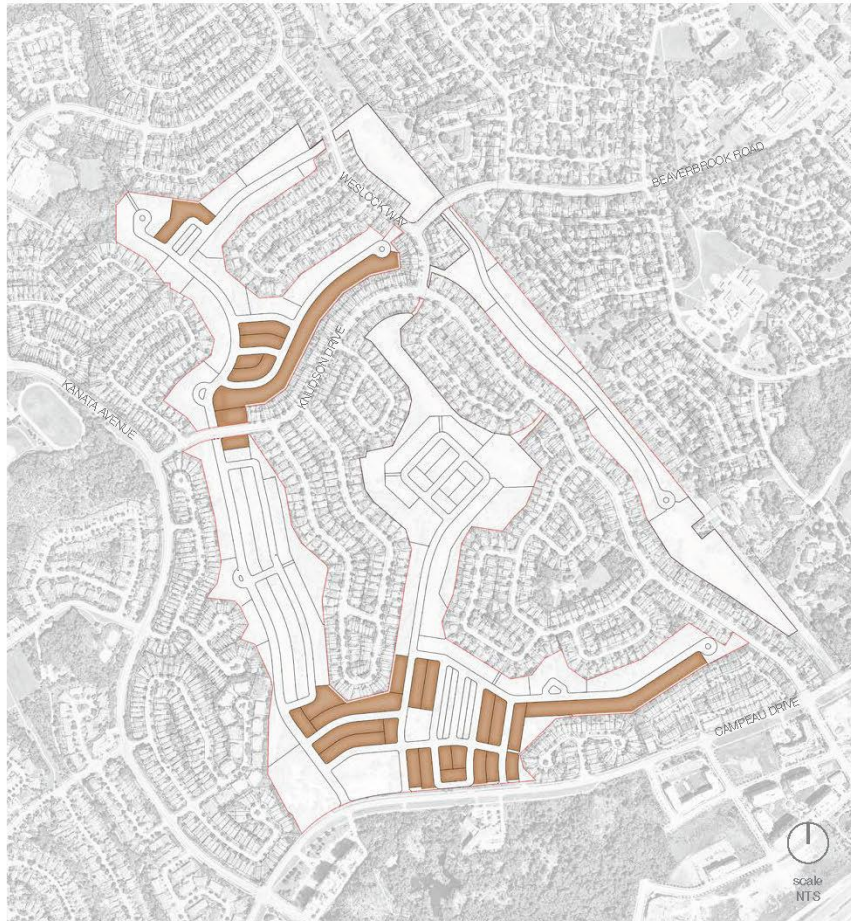 BEAVERBROOK ROAD
WESLOCK WAY
KNUDSON DRIVE
KANATA AVENUE
CAMPEAU DRIVE
scale
NTS